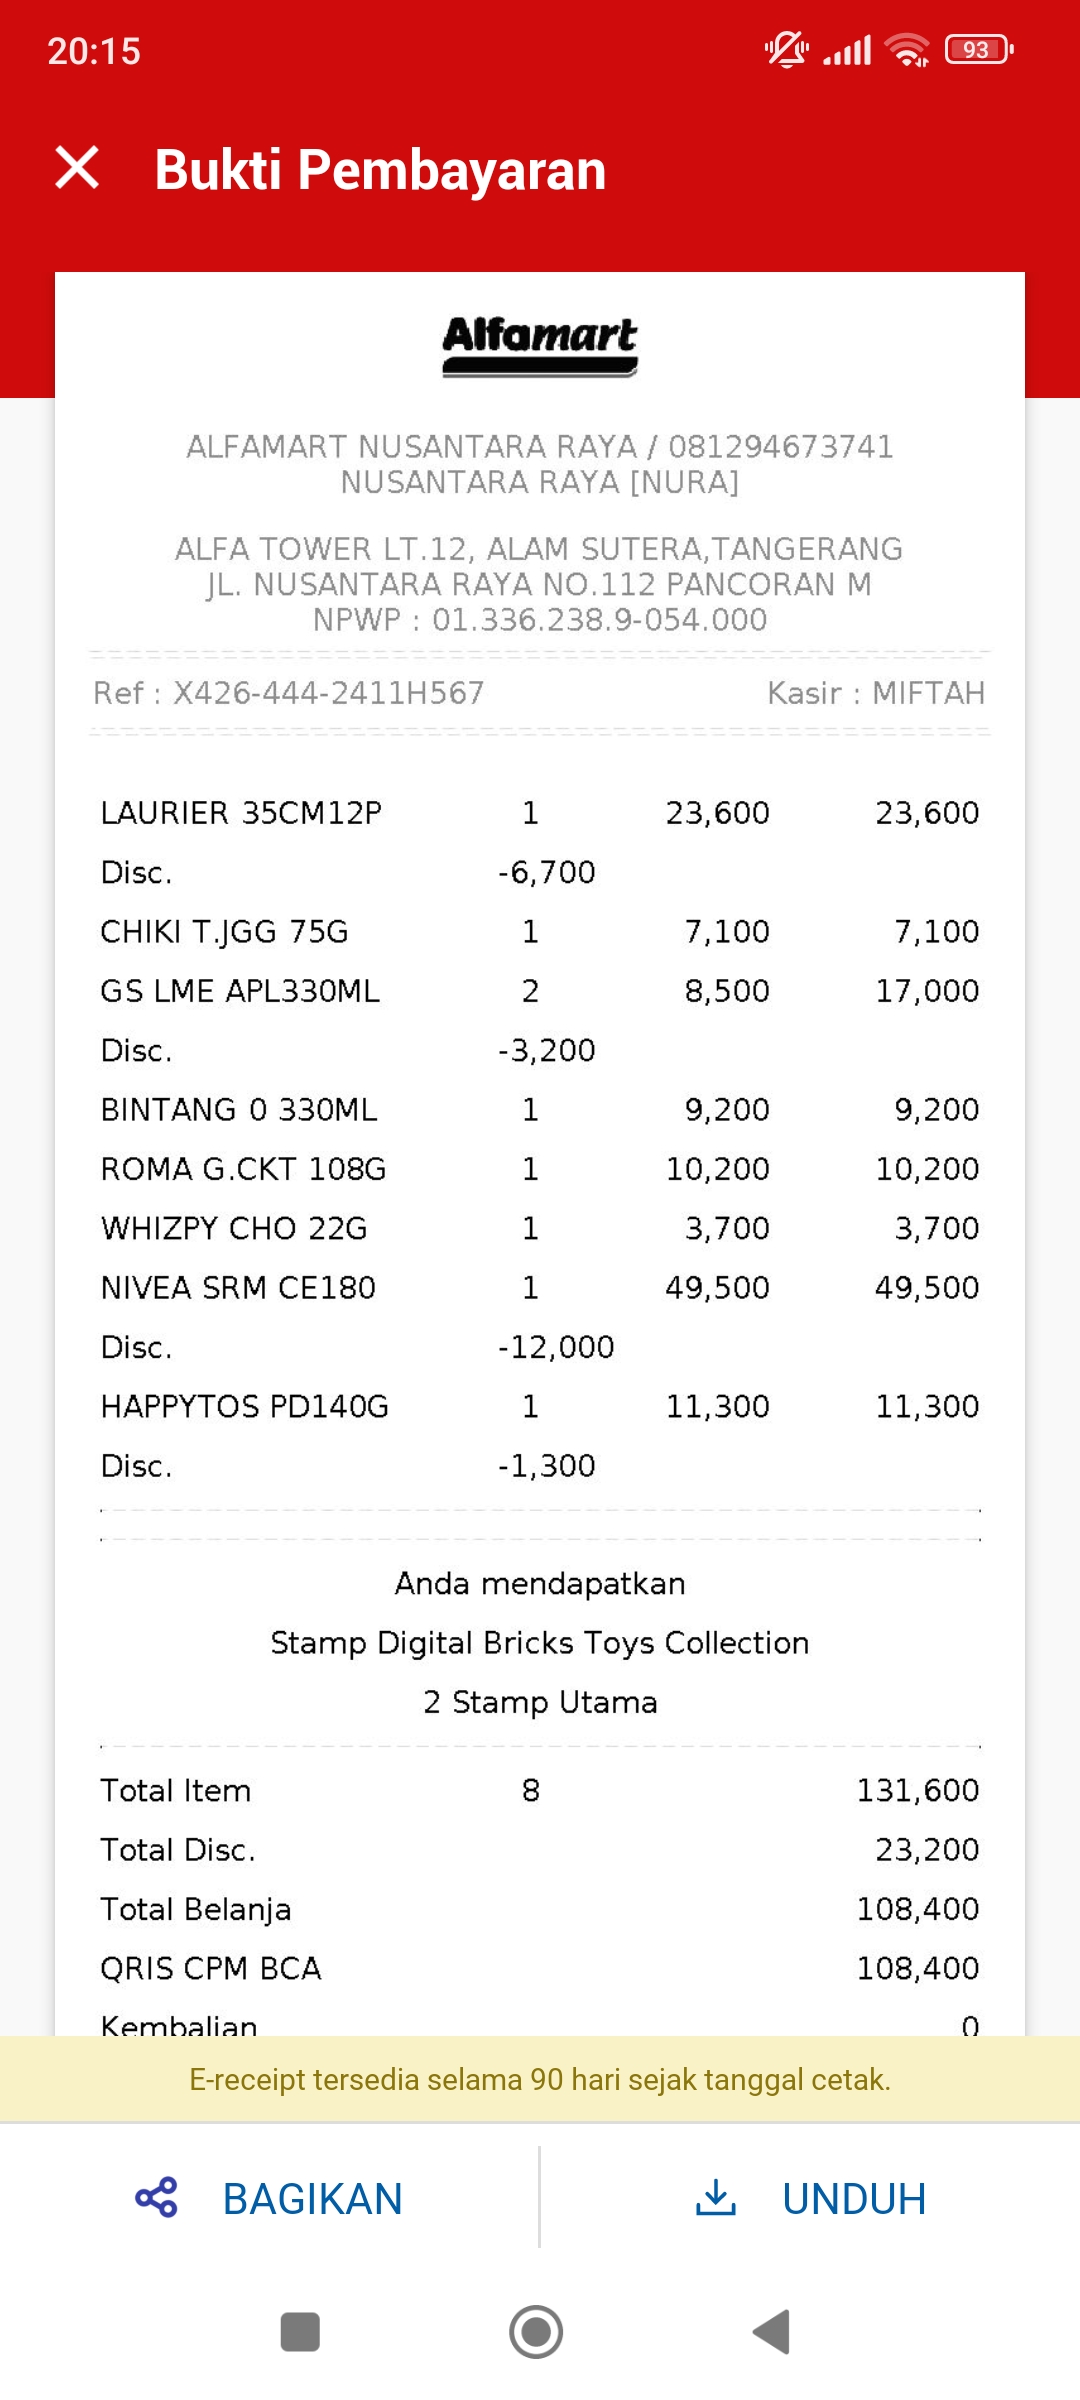 20:15
93
Bukti Pembayaran
Alfamart
ALFAMART NUSANTARA RAYA / 081294673741
NUSANTARA RAYA [NURA]
ALFA TOWER LT.12, ALAM SUTERA,TANGERANG
JL. NUSANTARA RAYA NO.112 PANCORAN M
NPWP : 01.336.238.9-054.000
Ref : X426-444-2411H567 Kasir : MIFTAH
LAURIER 35CM12P 1 23,600 23,600
Disc. -6,700
CHIKI T.JGG 75G 1 7,100 7,100
GS LME APL330ML 2 8,500 17,000
Disc. -3,200
BINTANG 0 330ML 1 9,200 9,200
ROMA G.CKT 108G 1 10,200 10,200
WHIZPY CHO 22G 1 3,700 3,700
NIVEA SRM CE180 1 49,500 49,500
Disc. -12,000
HAPPYTOS PD140G 1 11,300 11,300
Disc. -1,300
Anda mendapatkan
Stamp Digital Bricks Toys Collection
2 Stamp Utama
Total Item 8 131,600
Total Disc. 23,200
Total Belanja 108,400
QRIS CPM BCA 108,400
Kembalian 0
E-receipt tersedia selama 90 hari sejak tanggal cetak.
BAGIKAN UNDUH